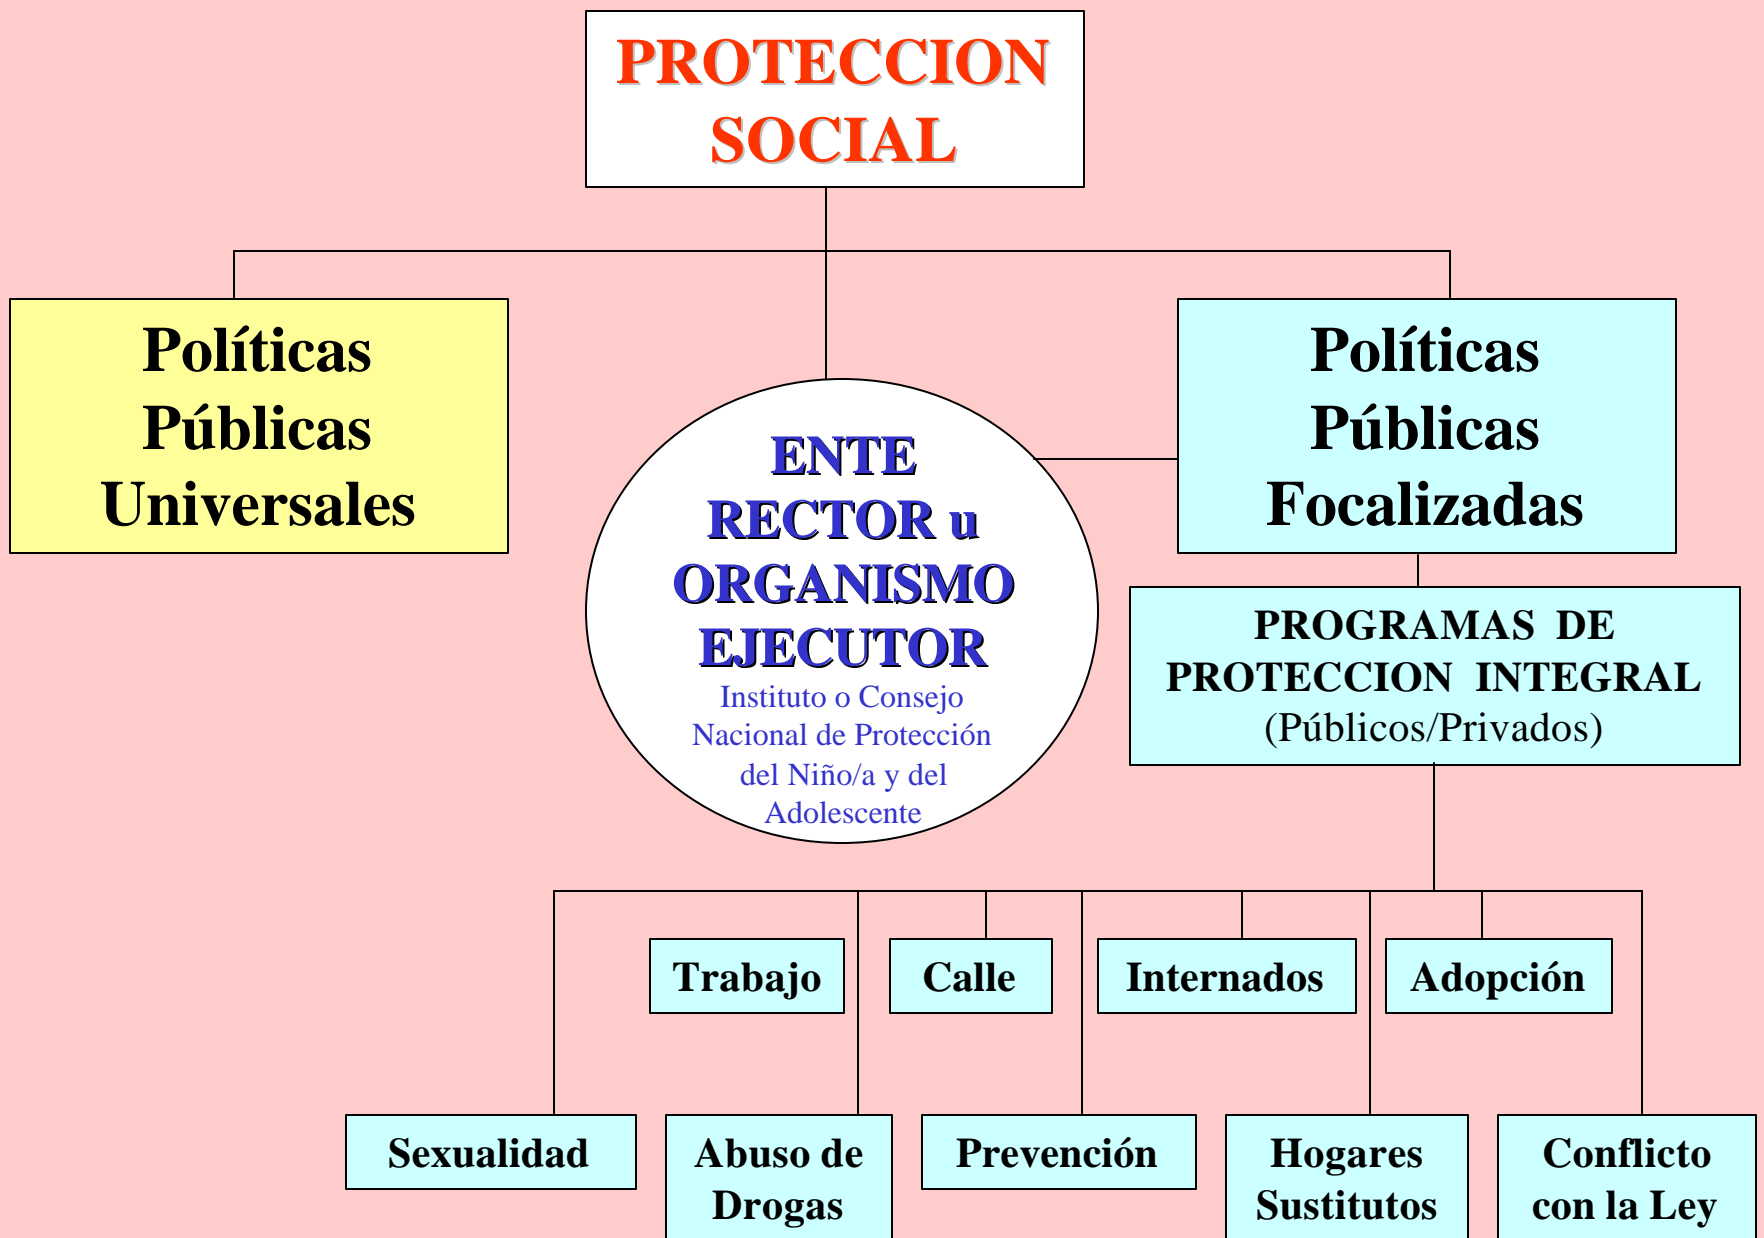 PROTECCION
SOCIAL
Políticas
Públicas
Universales
Políticas
Públicas
Focalizadas
ENTE
RECTOR u
ORGANISMO
EJECUTOR
Instituto o Consejo
Nacional de Protección
del Niño/a y del
Adolescente
PROGRAMAS DE
PROTECCION INTEGRAL
(Públicos/Privados)
Trabajo
Calle
Internados
Adopción
Sexualidad
Abuso de
Drogas
Prevención
Hogares
Sustitutos
Conflicto
con la Ley